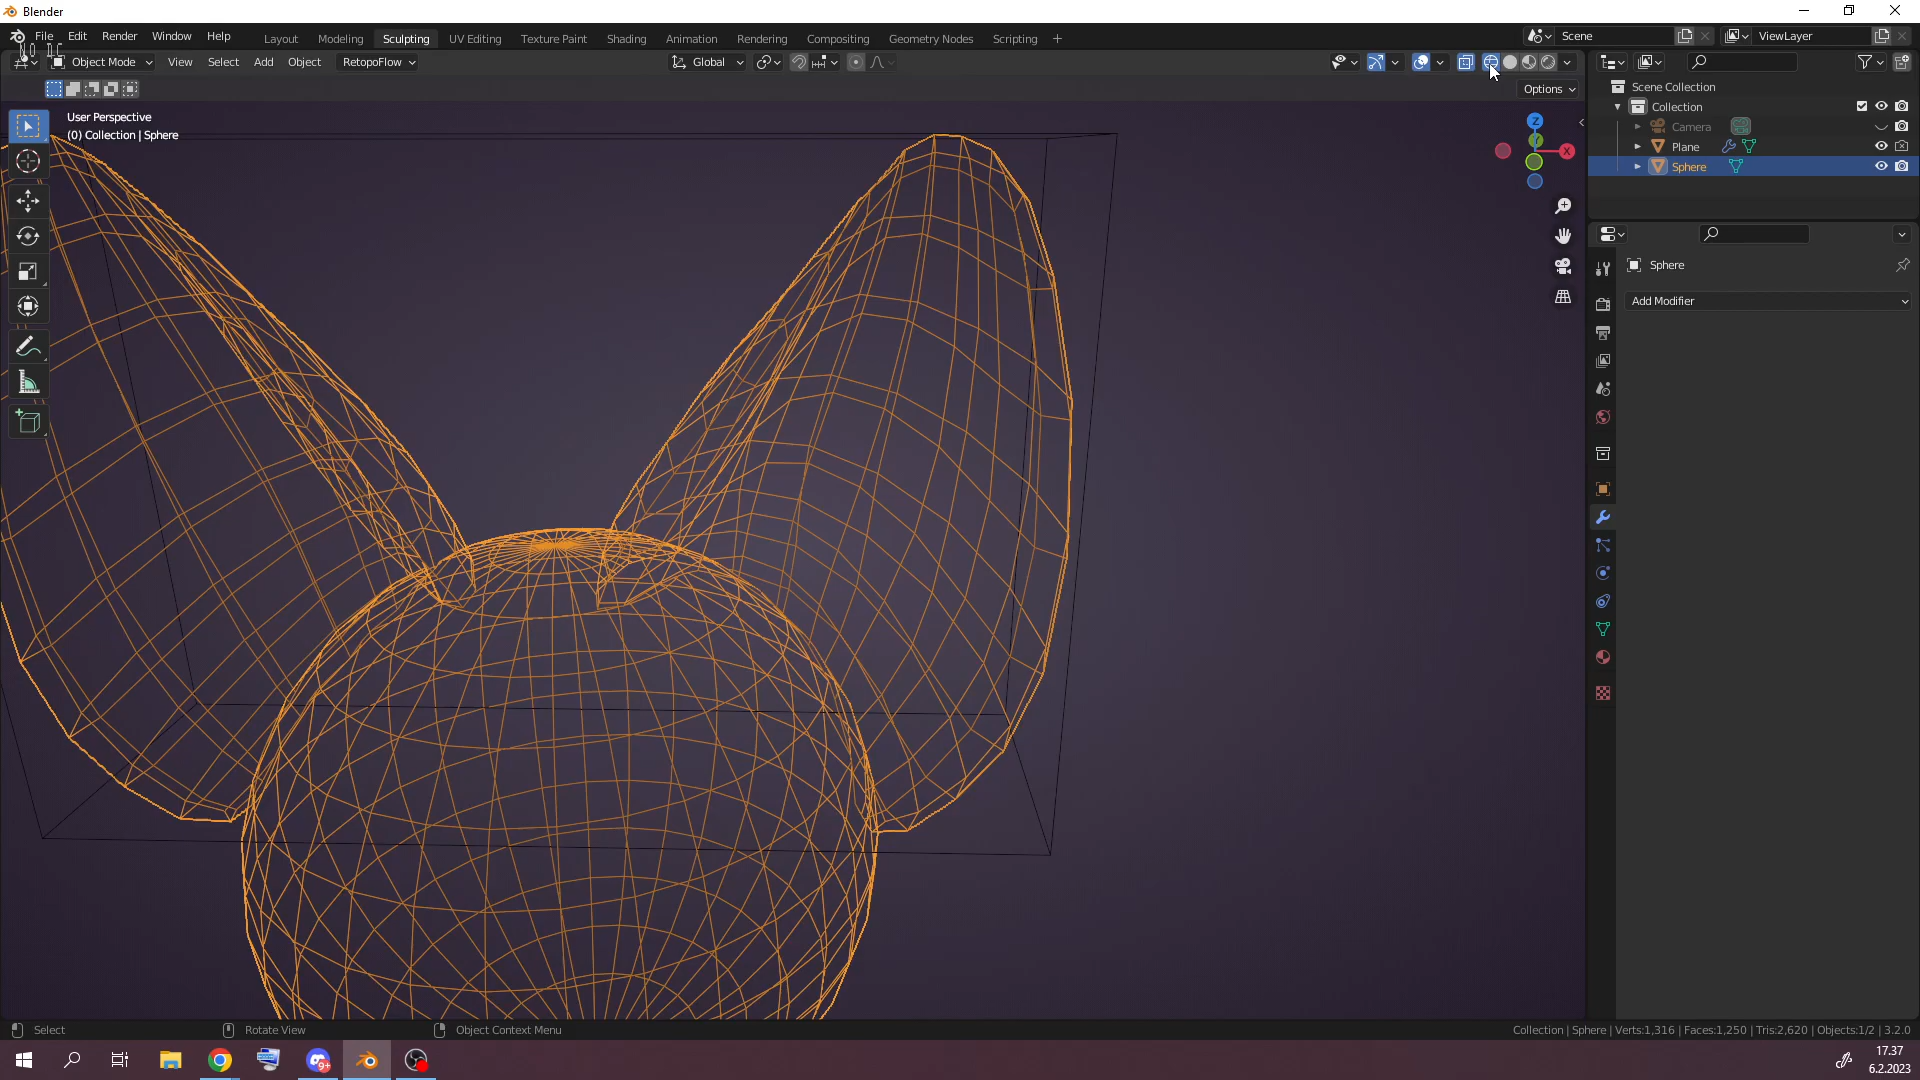 Blender
File Edit Render Window Help
Layout Modeling Sculpting UV Editing Texture Paint Shading Animation Rendering Compositing Geometry Nodes Scripting +
Scene
ViewLayer
Object Mode View Select Add Object RetopoFlow
Global
Options
User Perspective
(0) Collection | Sphere
Z
Y
X
Scene Collection
Collection
Camera
Plane
Sphere
Sphere
Add Modifier
Select
Rotate View
Object Context Menu
Collection | Sphere | Verts:1,316 | Faces:1,250 | Tris:2,620 | Objects:1/2 | 3.2.0
9+
17.37
6.2.2023